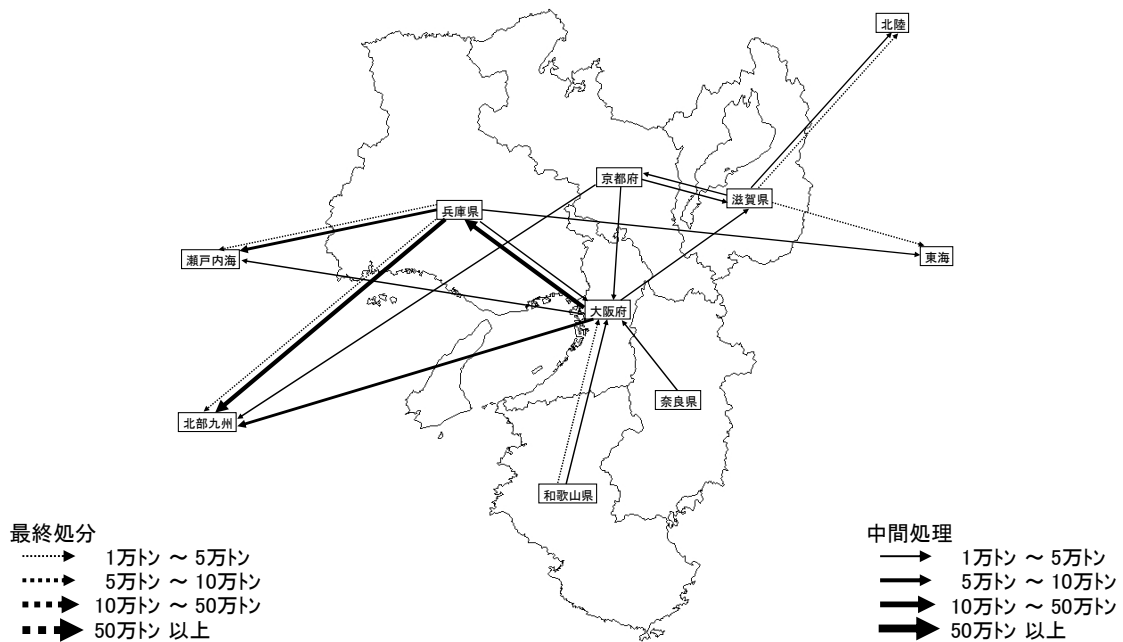 北陸
京都府
滋賀県
兵庫県
瀬戸内海
東海
大阪府
奈良県
北部九州
和歌山県
最終処分
1万トン ～ 5万トン
5万トン ～ 10万トン
10万トン ～ 50万トン
50万トン 以上
中間処理
1万トン ～ 5万トン
5万トン ～ 10万トン
10万トン ～ 50万トン
50万トン 以上